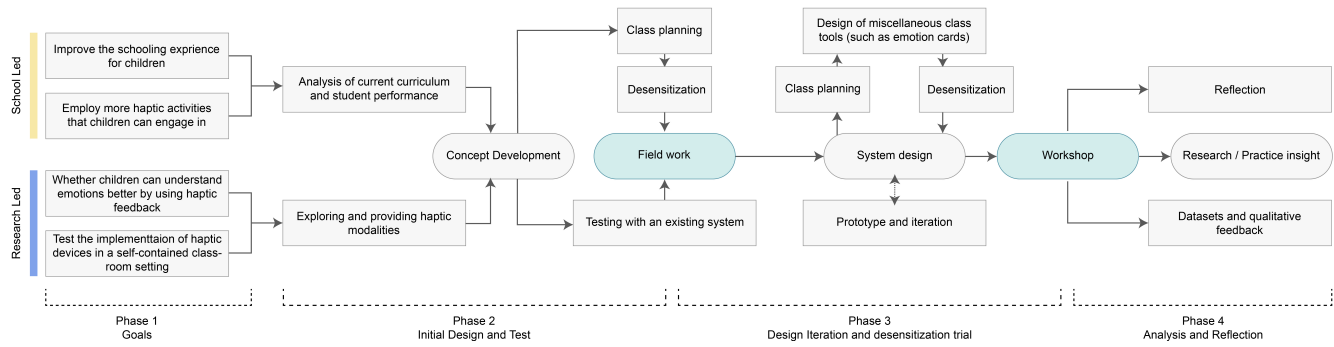 School Led
Improve the schooling exprience
for children
Employ more haptic activities
that children can engage in
Research Led
Whether children can understand
emotions better by using haptic
feedback
Test the implementtaion of haptic
devices in a self-contained class-
room setting
Analysis of current curriculum
and student performance
Exploring and providing haptic
modalities
Concept Development
Class planning
Desensitization
Field work
Testing with an existing system
Design of miscellaneous class
tools (such as emotion cards)
Class planning
Desensitization
System design
Prototype and iteration
Workshop
Reflection
Research / Practice insight
Datasets and qualitative
feedback
Phase 1
Goals
Phase 2
Initial Design and Test
Phase 3
Design Iteration and desensitization trial
Phase 4
Analysis and Reflection